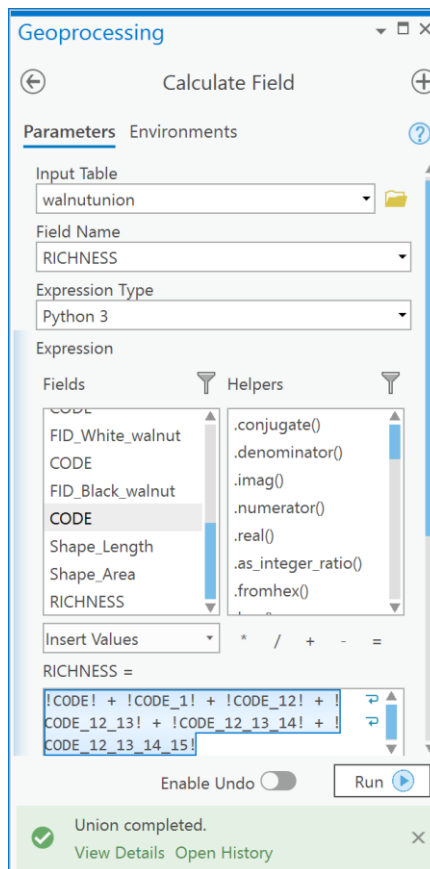 Geoprocessing
Calculate Field
Parameters Environments
Input Table
walnutunion
Field Name
RICHNESS
Expression Type
Python 3
Expression
Fields
Helpers
CODE
FID_White_walnut
CODE
FID_Black_walnut
CODE
Shape_Length
Shape_Area
RICHNESS
.conjugate()
.denominator()
.imag()
.numerator()
.real()
.as_integer_ratio()
.fromhex()
Insert Values
* / + - =
RICHNESS =
!CODE! + !CODE_1! + !CODE_12! + !
CODE_12_13! + !CODE_12_13_14! + !
CODE_12_13_14_15!
Enable Undo
Run
Union completed.
View Details Open History